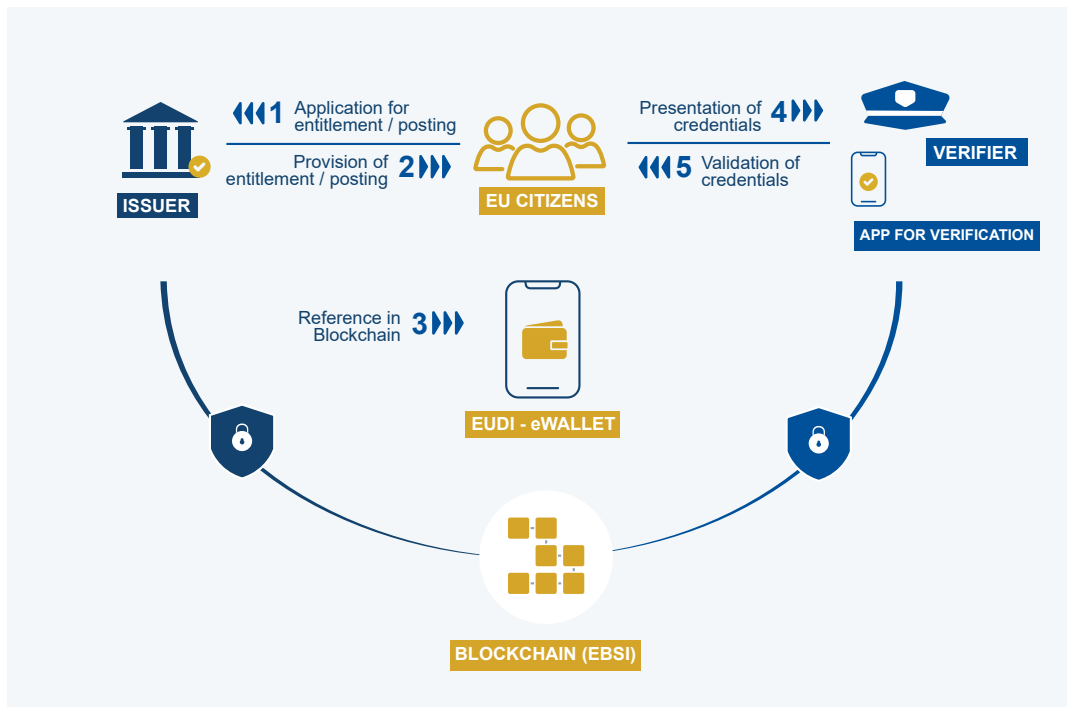 1 Application for
entitlement / posting
Provision of
entitlement / posting 2
ISSUER
EU CITIZENS
Presentation of
credentials 4
5 Validation of
credentials
VERIFIER
APP FOR VERIFICATION
Reference in
Blockchain 3
EUDI - eWALLET
BLOCKCHAIN (EBSI)